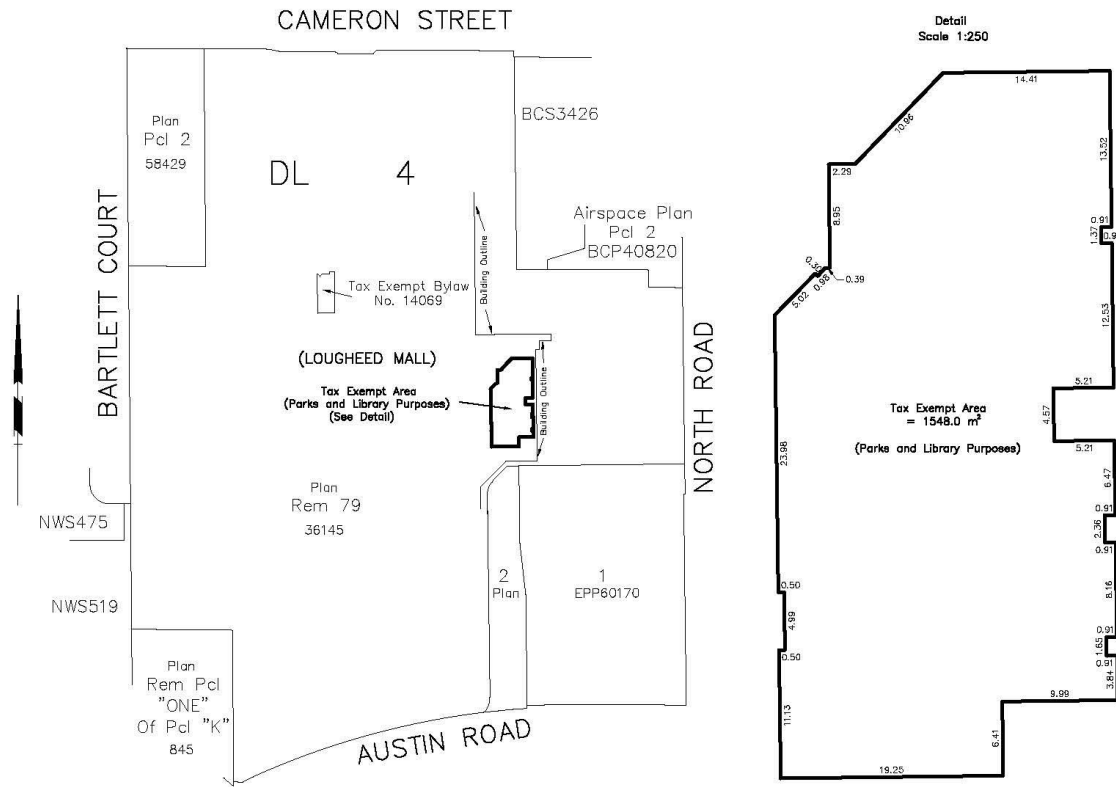 CAMERON STREET
Plan
Pcl 2
58429
DL 4
BCS3426
Airspace Plan
Pcl 2
BCP40820
BARTLETT COURT
Building Outline
Tax Exempt Bylaw
No. 14069
(LOUGHEED MALL)
Tax Exempt Area
(Parks and Library Purposes)
(See Detail)
Building Outline
NORTH ROAD
Plan
Rem 79
36145
NWS475
NWS519
2
Plan
1
EPP60170
Plan
Rem Pcl
"ONE"
Of Pcl "K"
845
AUSTIN ROAD
Detail
Scale 1:250
14.41
10.96
13.52
2.29
8.95
0.91
1.37
0.39
0.98
5.02
12.53
5.21
4.57
5.21
Tax Exempt Area
= 1548.0 m²
(Parks and Library Purposes)
23.98
6.47
0.91
2.36
0.91
0.50
4.99
0.50
8.16
0.91
1.65
0.91
3.84
9.99
11.13
6.41
19.25